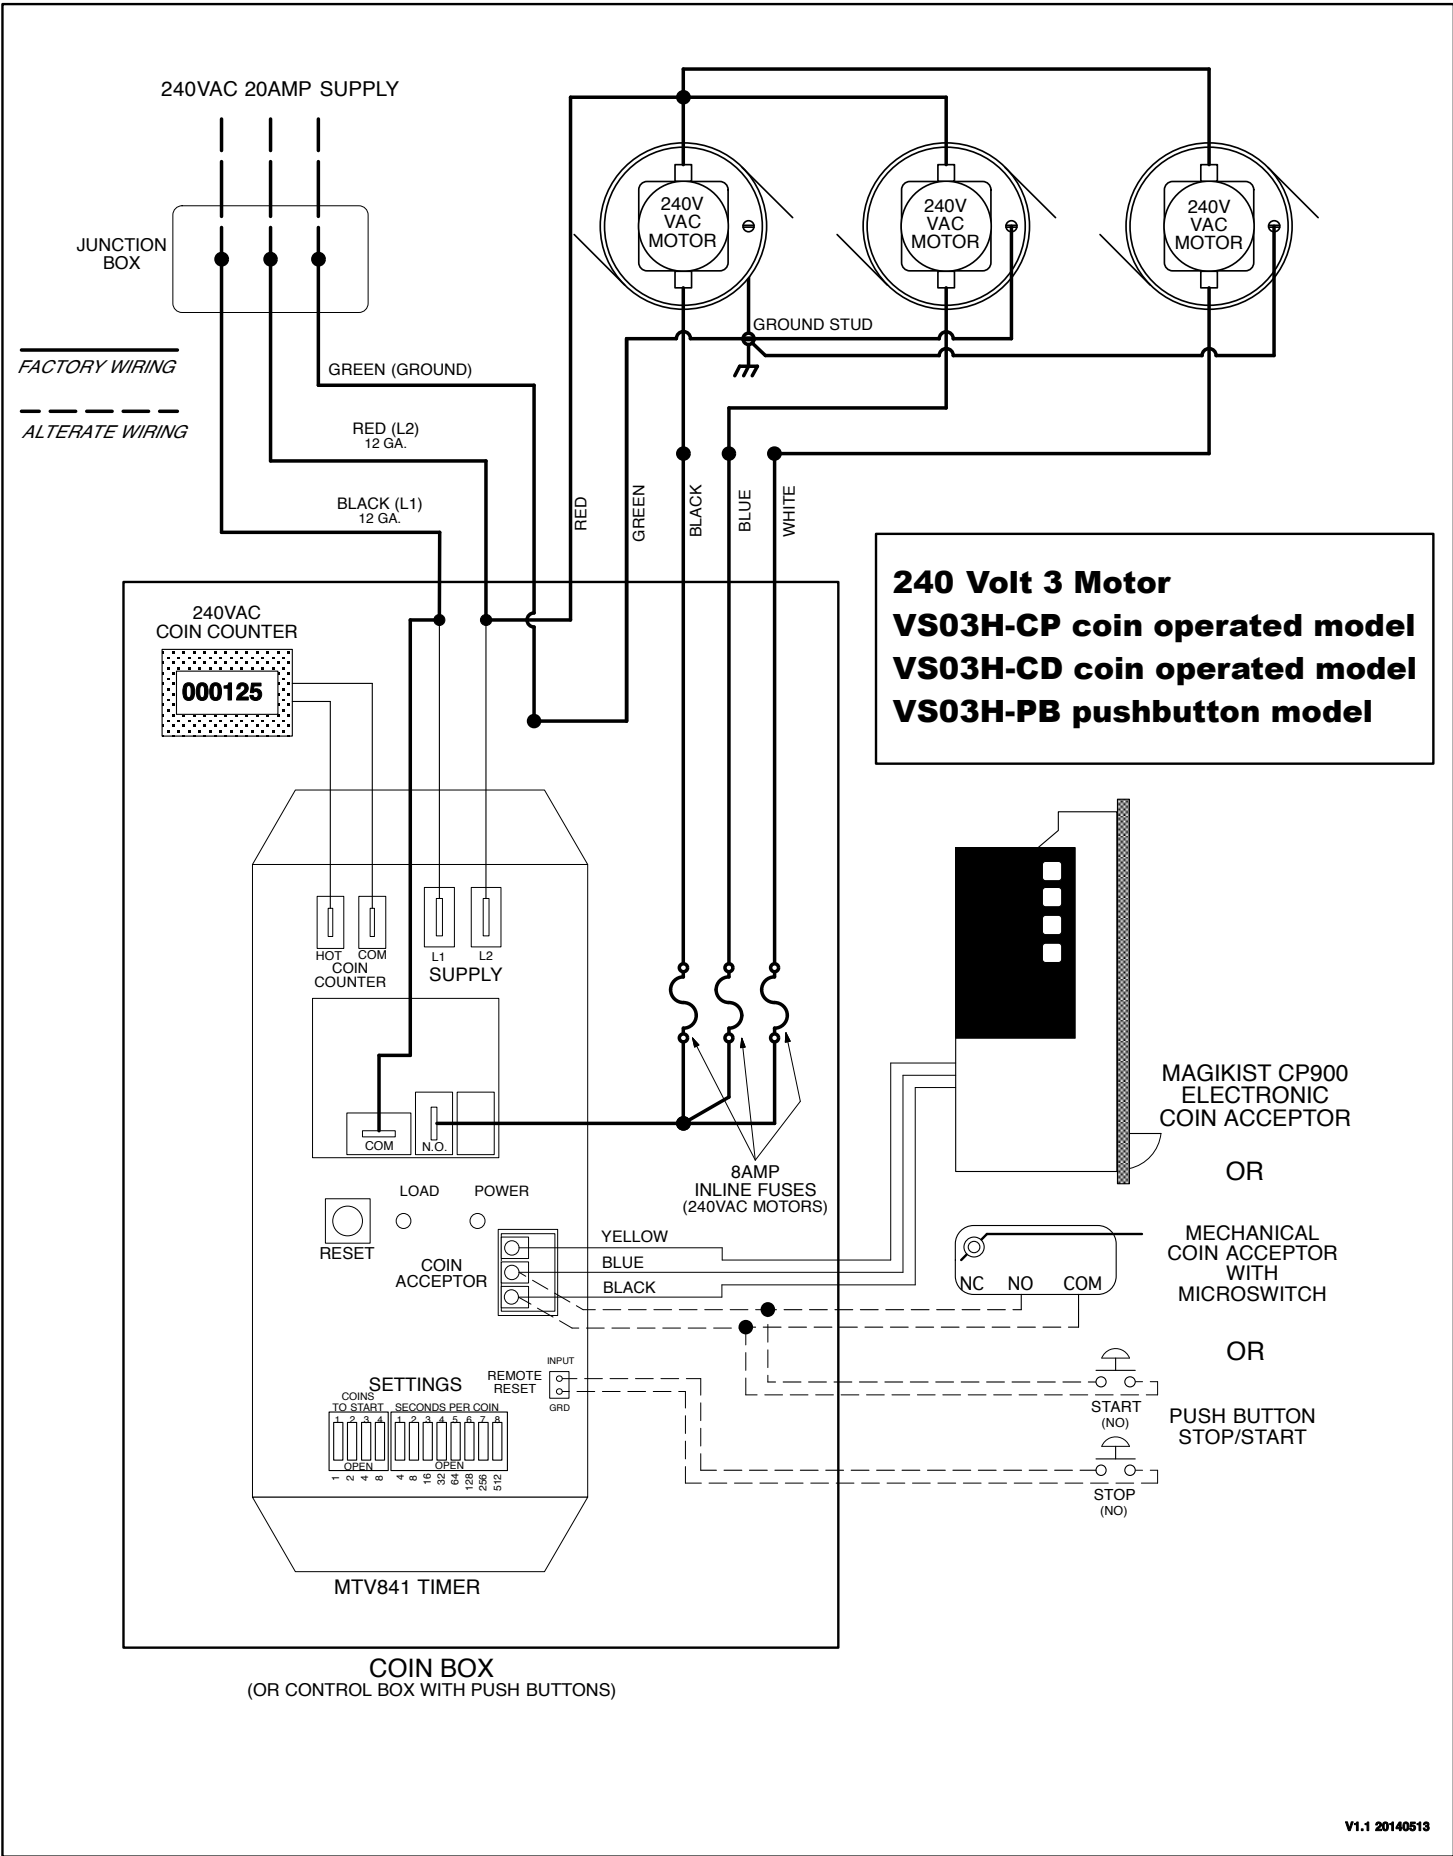 240VAC 20AMP SUPPLY
JUNCTION
BOX
FACTORY WIRING
ALTERATE WIRING
GREEN (GROUND)
RED (L2)
12 GA.
BLACK (L1)
12 GA.
240V
VAC
MOTOR
240V
VAC
MOTOR
240V
VAC
MOTOR
GROUND STUD
RED
GREEN
BLACK
BLUE
WHITE
240 Volt 3 Motor
VS03H-CP coin operated model
VS03H-CD coin operated model
VS03H-PB pushbutton model
240VAC
COIN COUNTER
000125
HOT COM
COIN
COUNTER
L1 L2
SUPPLY
COM
N.O.
8AMP
INLINE FUSES
(240VAC MOTORS)
RESET
LOAD
POWER
COIN
ACCEPTOR
YELLOW
BLUE
BLACK
MAGIKIST CP900
ELECTRONIC
COIN ACCEPTOR
OR
MECHANICAL
COIN ACCEPTOR
WITH
MICROSWITCH
NC NO COM
OR
START
(NO)
PUSH BUTTON
STOP/START
STOP
(NO)
INPUT
REMOTE
RESET
GRD
SETTINGS
COINS
TO START
SECONDS PER COIN
1 2 3 4
1 2 3 4 5 6 7 8
OPEN
OPEN
1 2 4 8
4 8 16 32 64 128 256 512
MTV841 TIMER
COIN BOX
(OR CONTROL BOX WITH PUSH BUTTONS)
V1.1 20140513